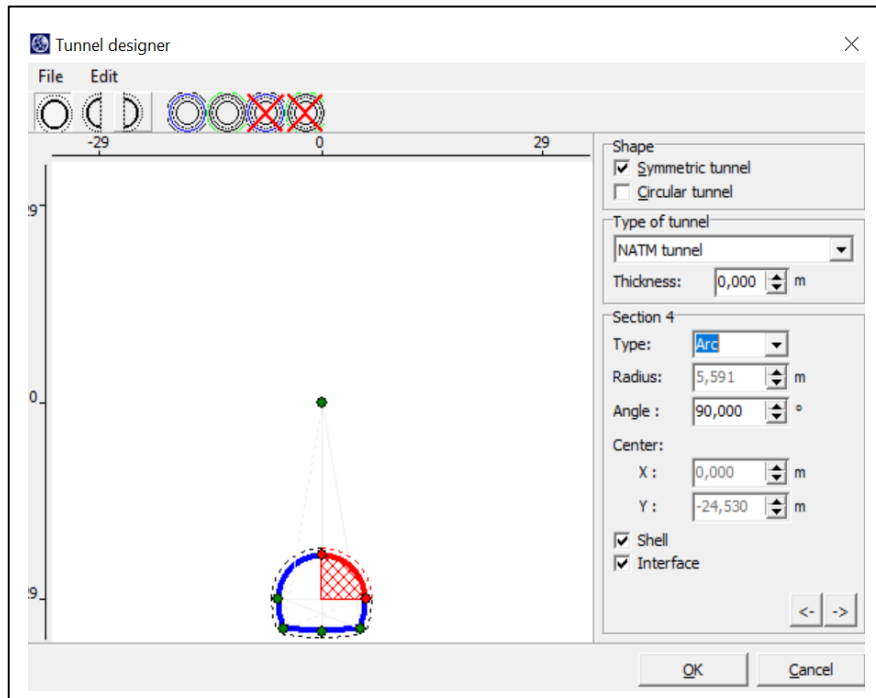 Tunnel designer
File Edit
-29 0 29
29
0
29
Shape
Symmetric tunnel
Circular tunnel
Type of tunnel
NATM tunnel
Thickness: 0,000 m
Section 4
Type: Arc
Radius: 5,591 m
Angle : 90,000 °
Center:
X : 0,000 m
Y : -24,530 m
Shell
Interface
<- ->
OK Cancel